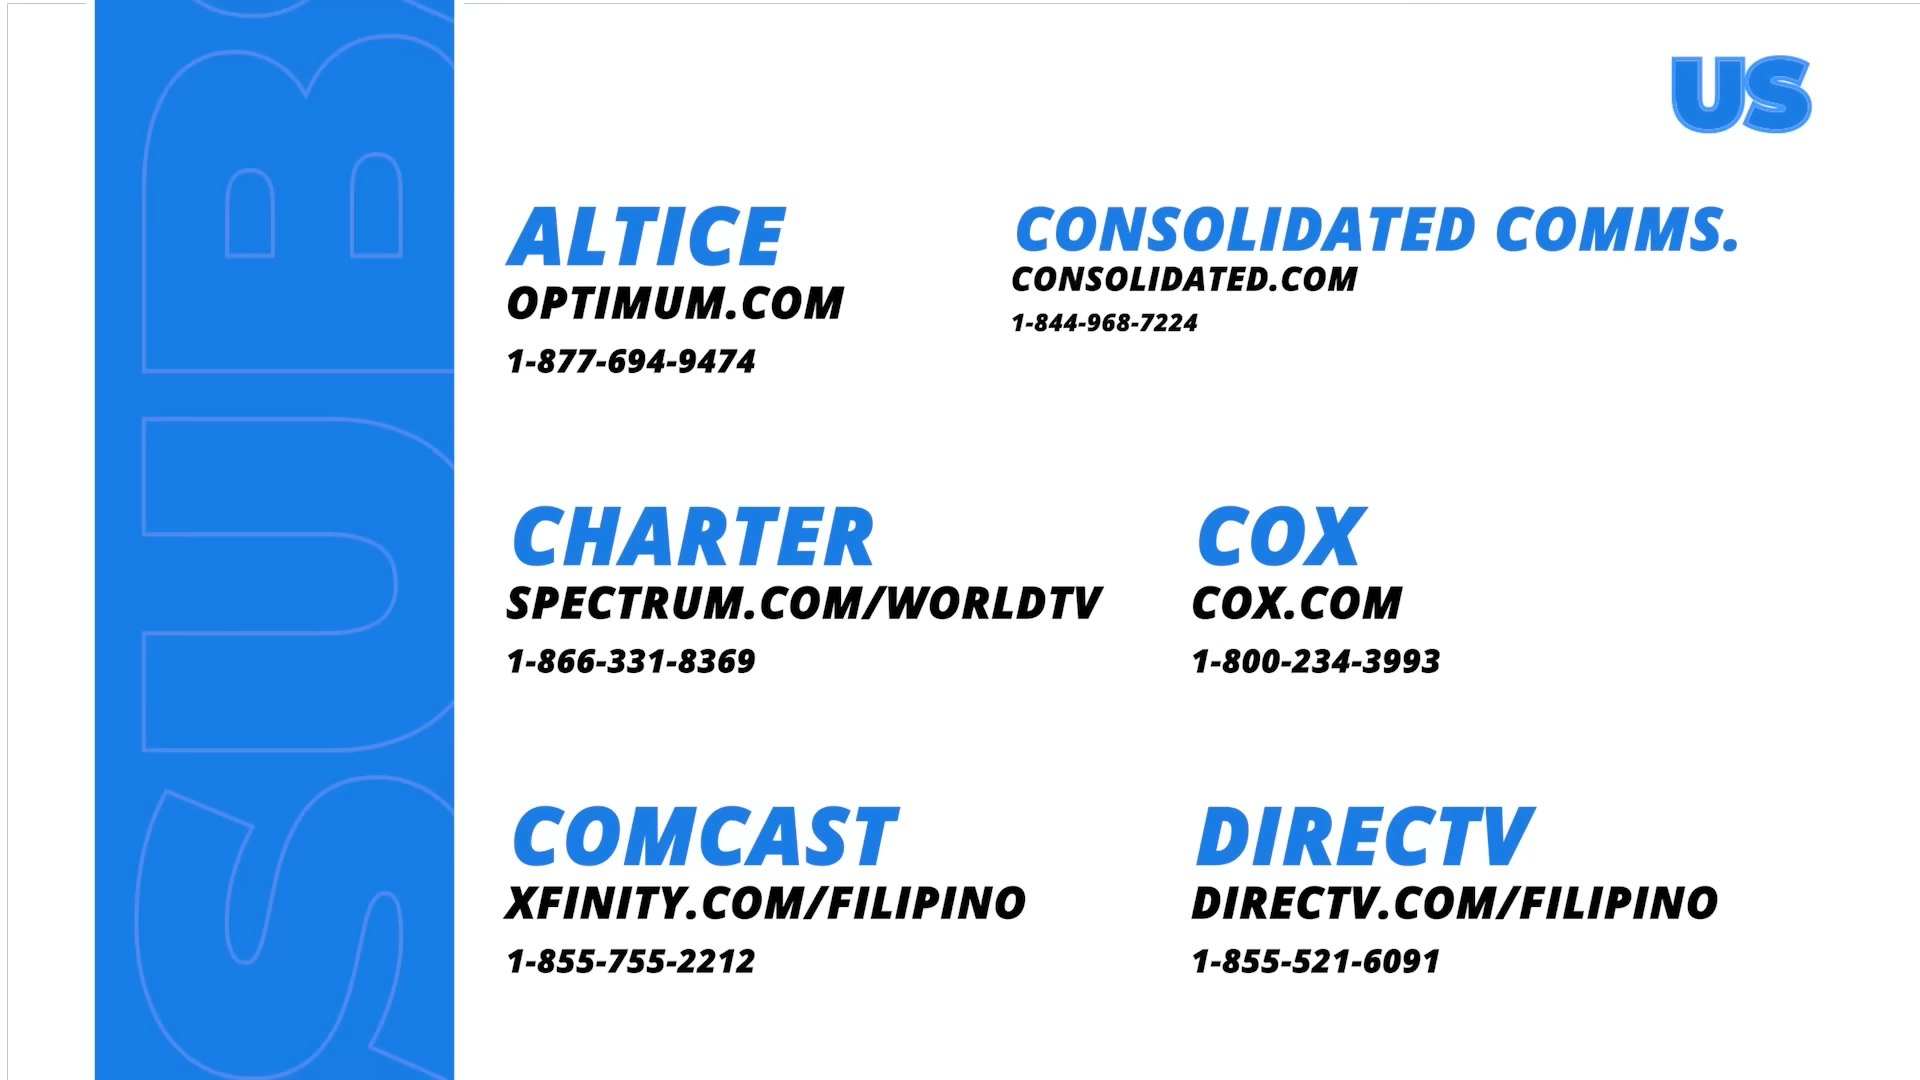 US
ALTICE
OPTIMUM.COM
1-877-694-9474
CONSOLIDATED COMMS.
CONSOLIDATED.COM
1-844-968-7224
CHARTER
SPECTRUM.COM/WORLDTV
1-866-331-8369
COX
COX.COM
1-800-234-3993
COMCAST
XFINITY.COM/FILIPINO
1-855-755-2212
DIRECTV
DIRECTV.COM/FILIPINO
1-855-521-6091
SUB